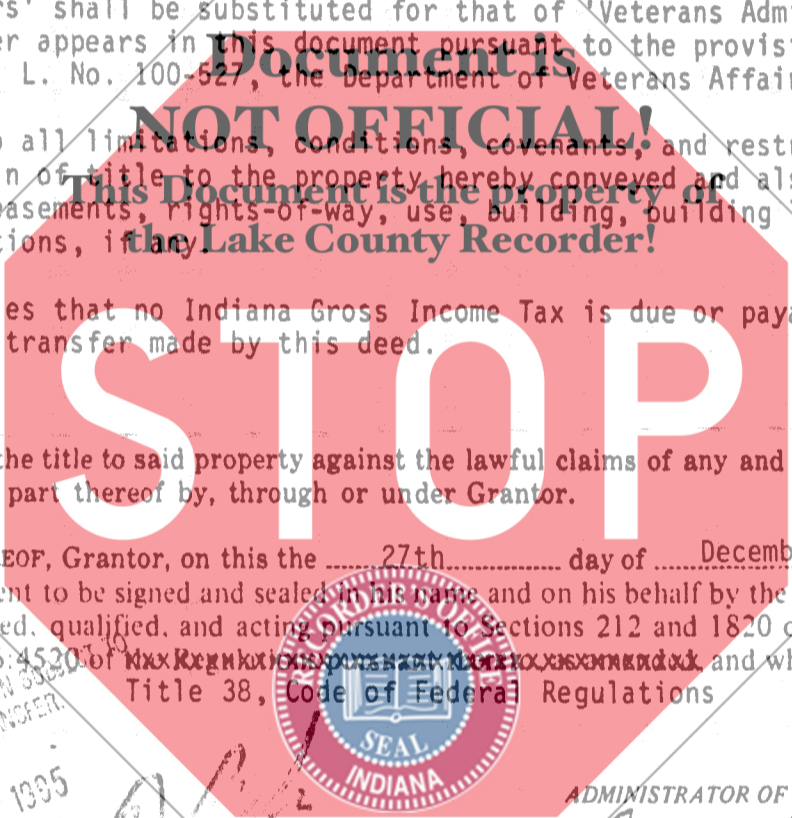 rs' shall be substituted for that of 'Veterans Adm
er appears in this document pursuant to the provis
L. No. 100-527, the Department of Veterans Affai
Document is
NOT OFFICIAL!
This Document is the property of
the Lake County Recorder!
all limitations, conditions, covenants, and rest
n of title to the property hereby conveyed and als
easements, rights-of-way, use, building, building
tions, if any.
es that no Indiana Gross Income Tax is due or paya
transfer made by this deed.
STOP
the title to said property against the lawful claims of any and
part thereof by, through or under Grantor.
EOF, Grantor, on this the 27th day of Decemb
ent to be signed and sealed in his name and on his behalf by the
ed, qualified, and acting pursuant to Sections 212 and 1820
4520 of and wh
Title 38, Code of Federal Regulations
RECORDER'S OFFICE
SEAL
INDIANA
TRANSFER.
1995
ADMINISTRATOR OF